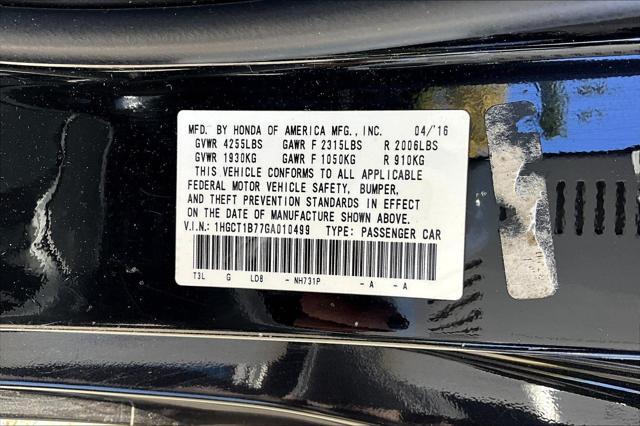 MFD. BY HONDA OF AMERICA MFG., INC. 04/'16
GVWR 4255LBS GAWR F 2315LBS R 2006LBS
GVWR 1930KG GAWR F 1050KG R 910KG
THIS VEHICLE CONFORMS TO ALL APPLICABLE
FEDERAL MOTOR VEHICLE SAFETY, BUMPER,
AND THEFT PREVENTION STANDARDS IN EFFECT
ON THE DATE OF MANUFACTURE SHOWN ABOVE.
V.I.N.: 1HGCT1B77GA010499 TYPE: PASSENGER CAR
T3L G LD8 - NH731P - A - A